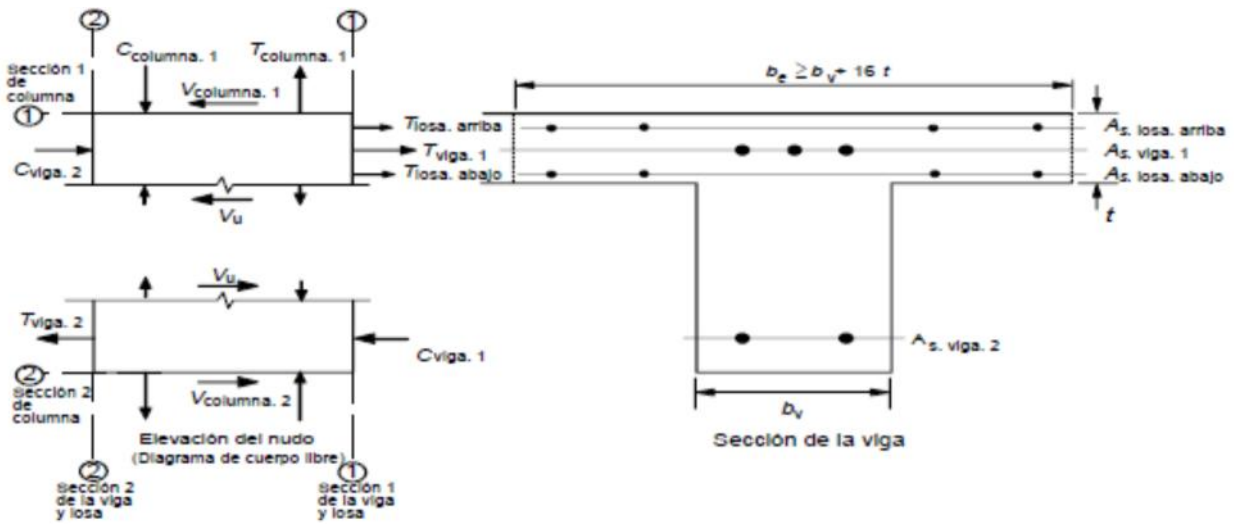 2
1
C columna. 1
T columna. 1
Sección 1
de
columna
V columna. 1
1
T losa. arriba
T viga. 1
C viga. 2
T losa. abajo
V u
V u
T viga. 2
C viga. 1
2
Sección 2
de
columna
V columna. 2
Elevación del nudo
(Diagrama de cuerpo libre)
2
1
Sección 2
de la viga
y losa
Sección 1
de la viga
y losa
b e ≥ b v + 16 t
A s. losa. arriba
A s. viga. 1
A s. losa. abajo
t
A s. viga. 2
b v
Sección de la viga